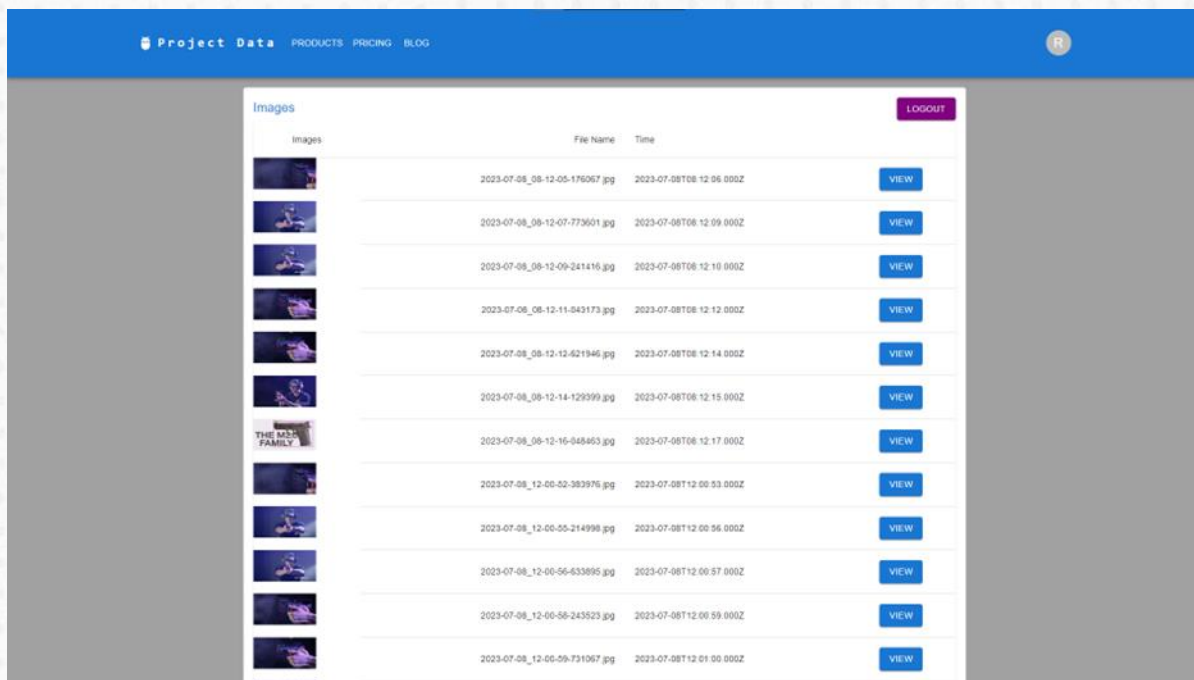 Project Data PRODUCTS PRICING BLOG R
Images LOGOUT
Images File Name Time
2023-07-08_08-12-05-176067.jpg 2023-07-08T08:12:06.000Z VIEW
2023-07-08_08-12-07-773601.jpg 2023-07-08T08:12:09.000Z VIEW
2023-07-08_08-12-09-241416.jpg 2023-07-08T08:12:10.000Z VIEW
2023-07-08_08-12-11-043173.jpg 2023-07-08T08:12:12.000Z VIEW
2023-07-08_08-12-12-621946.jpg 2023-07-08T08:12:14.000Z VIEW
2023-07-08_08-12-14-129399.jpg 2023-07-08T08:12:15.000Z VIEW
THE
FAMILY
2023-07-08_08-12-16-048463.jpg 2023-07-08T08:12:17.000Z VIEW
2023-07-08_12-00-52-383976.jpg 2023-07-08T12:00:53.000Z VIEW
2023-07-08_12-00-55-214998.jpg 2023-07-08T12:00:56.000Z VIEW
2023-07-08_12-00-56-633895.jpg 2023-07-08T12:00:57.000Z VIEW
2023-07-08_12-00-58-243523.jpg 2023-07-08T12:00:59.000Z VIEW
2023-07-08_12-00-59-731067.jpg 2023-07-08T12:01:00.000Z VIEW